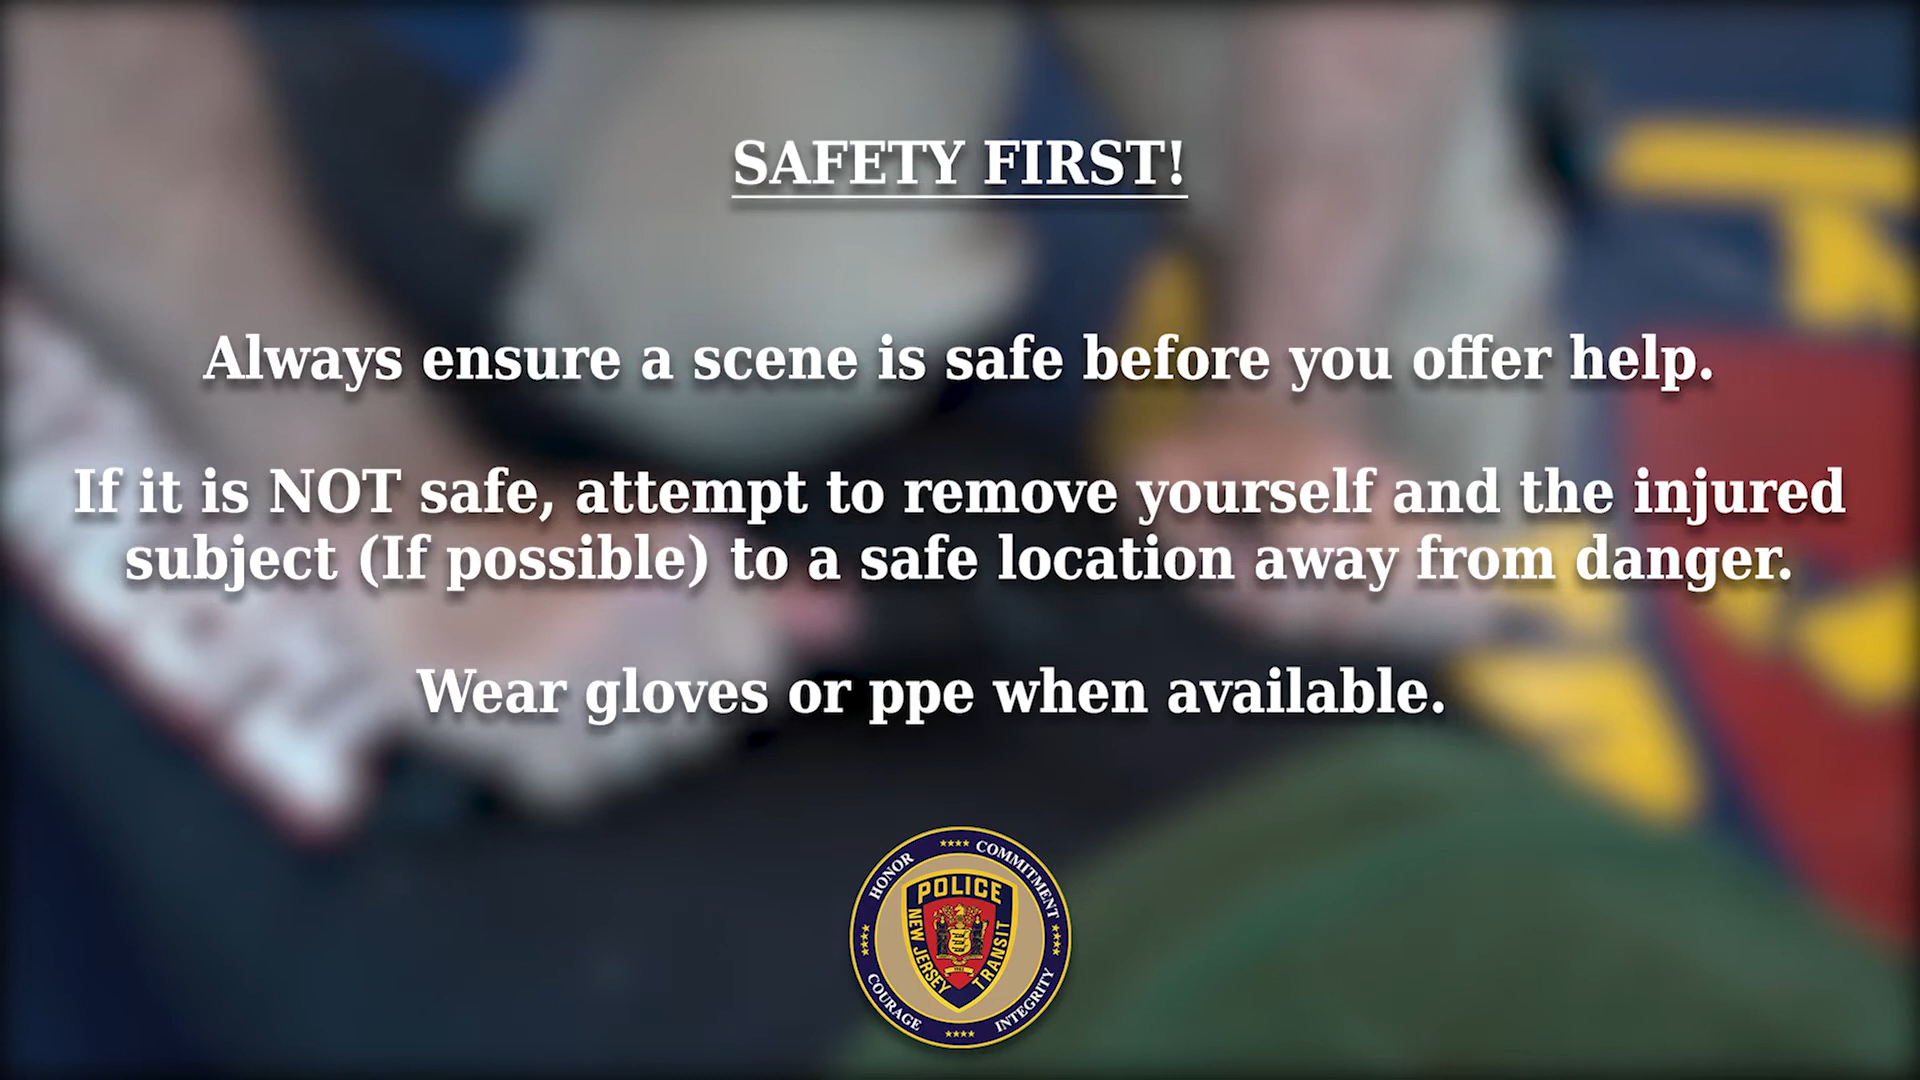 SAFETY FIRST!
Always ensure a scene is safe before you offer help.
If it is NOT safe, attempt to remove yourself and the injured
subject (If possible) to a safe location away from danger.
Wear gloves or ppe when available.
HONOR
COMMITMENT
POLICE
NEW JERSEY
TRANSIT
COURAGE
INTEGRITY